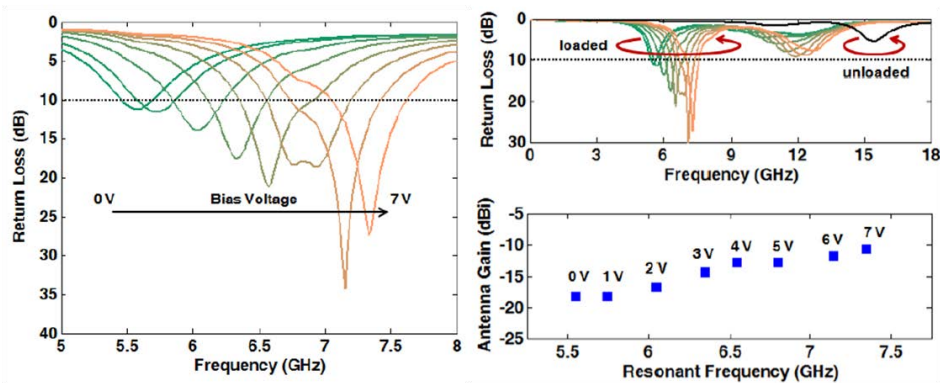 0
5
10
15
20
25
30
35
40
Return Loss (dB)
0 V Bias Voltage 7 V
5 5.5 6 6.5 7 7.5 8
Frequency (GHz)
0
10
20
30
Return Loss (dB)
loaded
unloaded
0 3 6 9 12 15 18
Frequency (GHz)
-5
-10
-15
-20
-25
Antenna Gain (dBi)
0 V 1 V 2 V 3 V 4 V 5 V 6 V 7 V
5.5 6 6.5 7 7.5
Resonant Frequency (GHz)